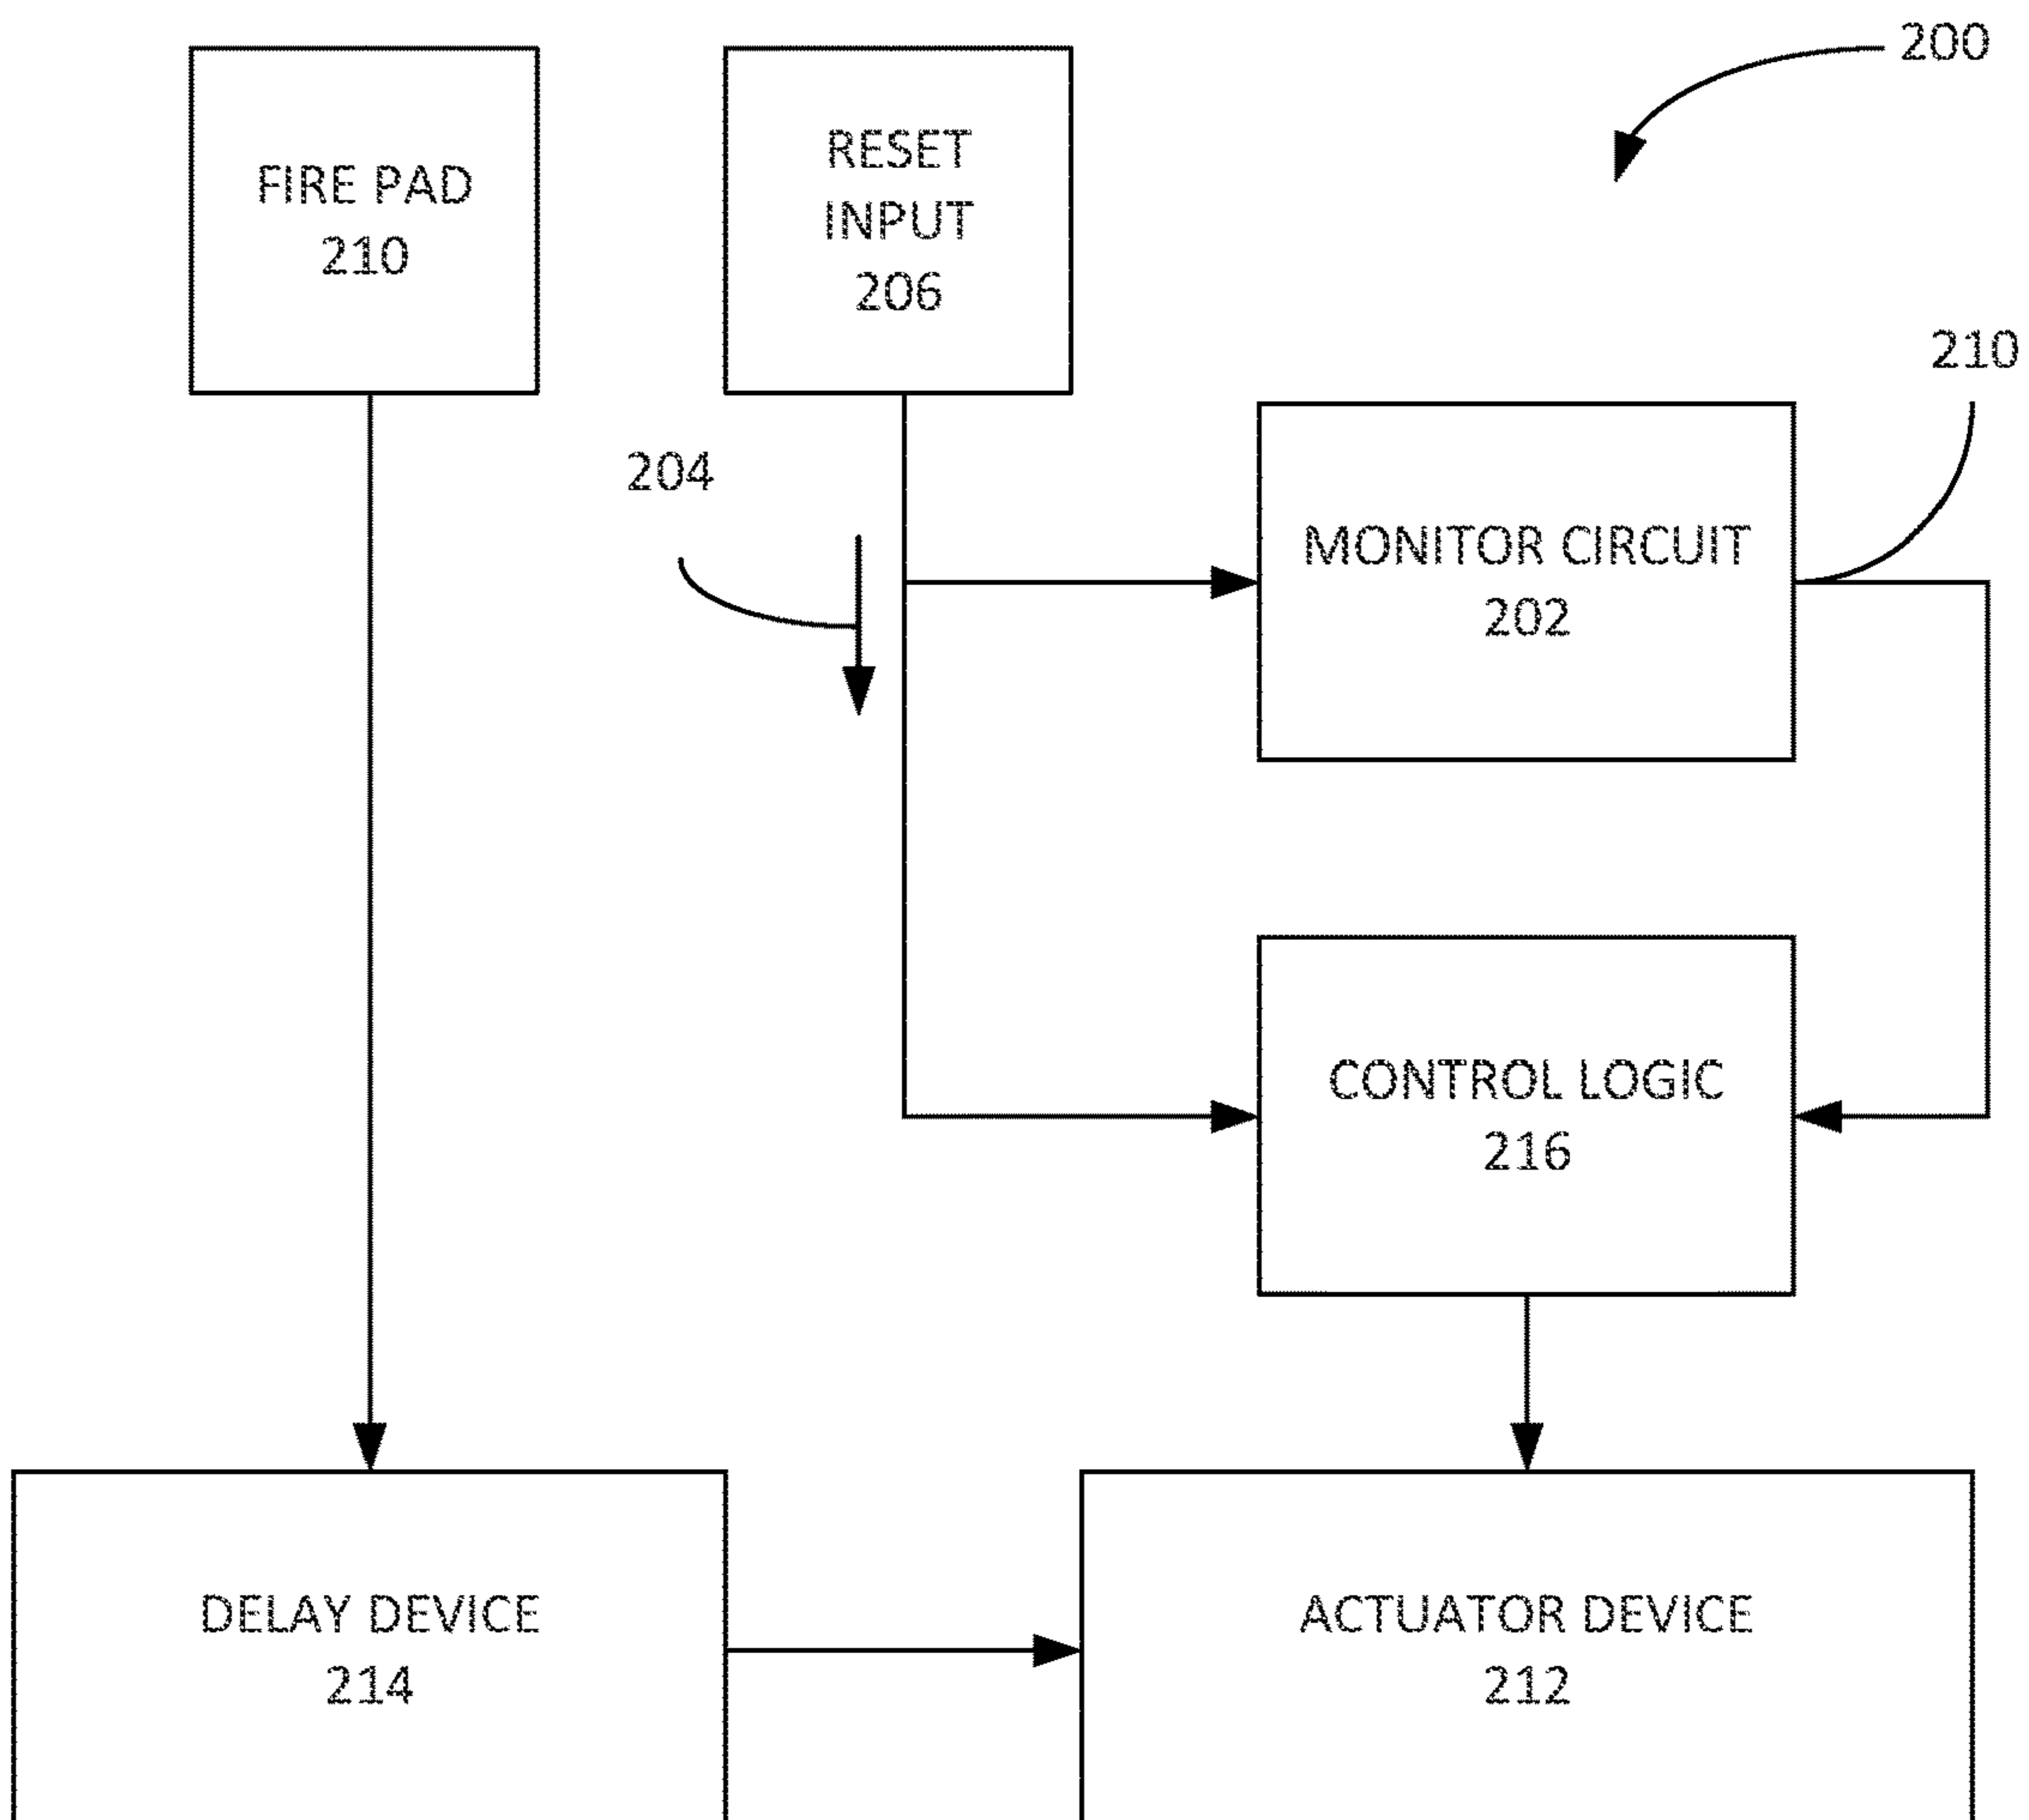 200
FIRE PAD
210
RESET
INPUT
206
210
204
MONITOR CIRCUIT
202
CONTROL LOGIC
216
DELAY DEVICE
214
ACTUATOR DEVICE
212